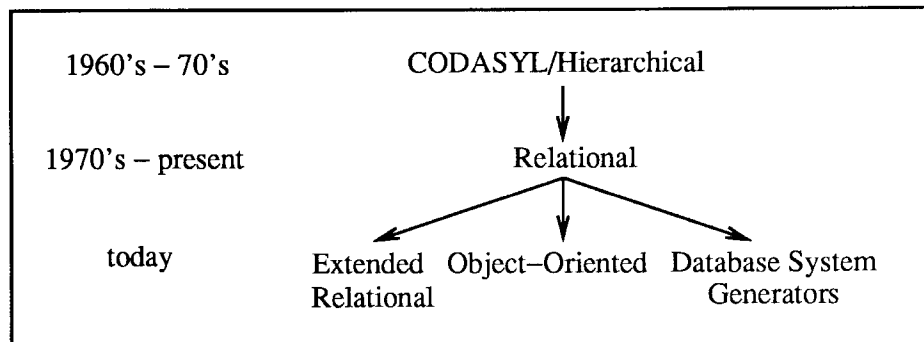 1960's – 70's CODASYL/Hierarchical
1970's – present Relational
today Extended Object–Oriented Database System
Relational Generators